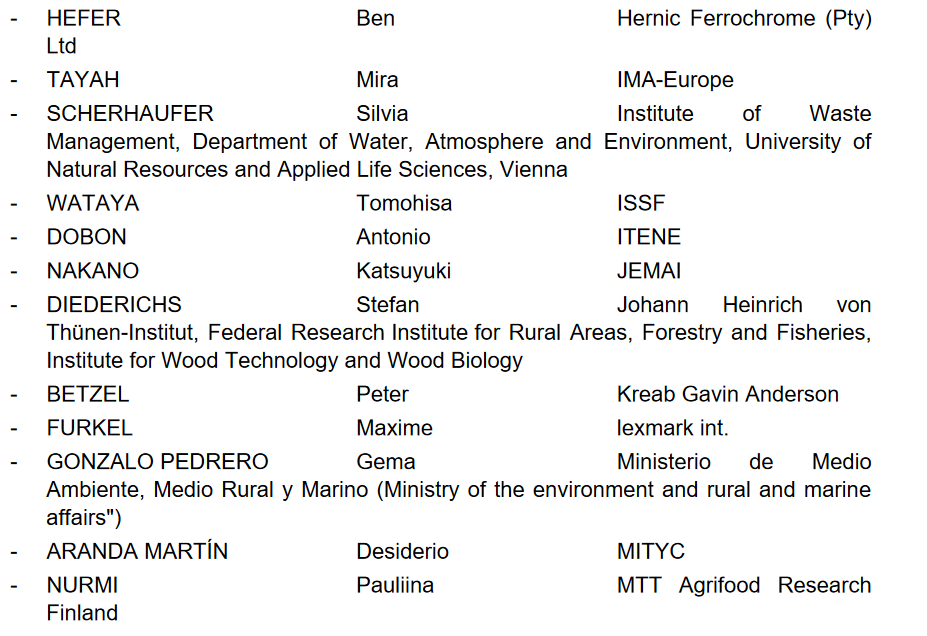 - HEFER Ben Hernic Ferrochrome (Pty)
Ltd
- TAYAH Mira IMA-Europe
- SCHERHAUFER Silvia Institute of Waste
Management, Department of Water, Atmosphere and Environment, University of
Natural Resources and Applied Life Sciences, Vienna
- WATAYA Tomohisa ISSF
- DOBON Antonio ITENE
- NAKANO Katsuyuki JEMAI
- DIEDERICHS Stefan Johann Heinrich von
Thünen-Institut, Federal Research Institute for Rural Areas, Forestry and Fisheries,
Institute for Wood Technology and Wood Biology
- BETZEL Peter Kreab Gavin Anderson
- FURKEL Maxime lexmark int.
- GONZALO PEDRERO Gema Ministerio de Medio
Ambiente, Medio Rural y Marino (Ministry of the environment and rural and marine
affairs")
- ARANDA MARTÍN Desiderio MITYC
- NURMI Pauliina MTT Agrifood Research
Finland